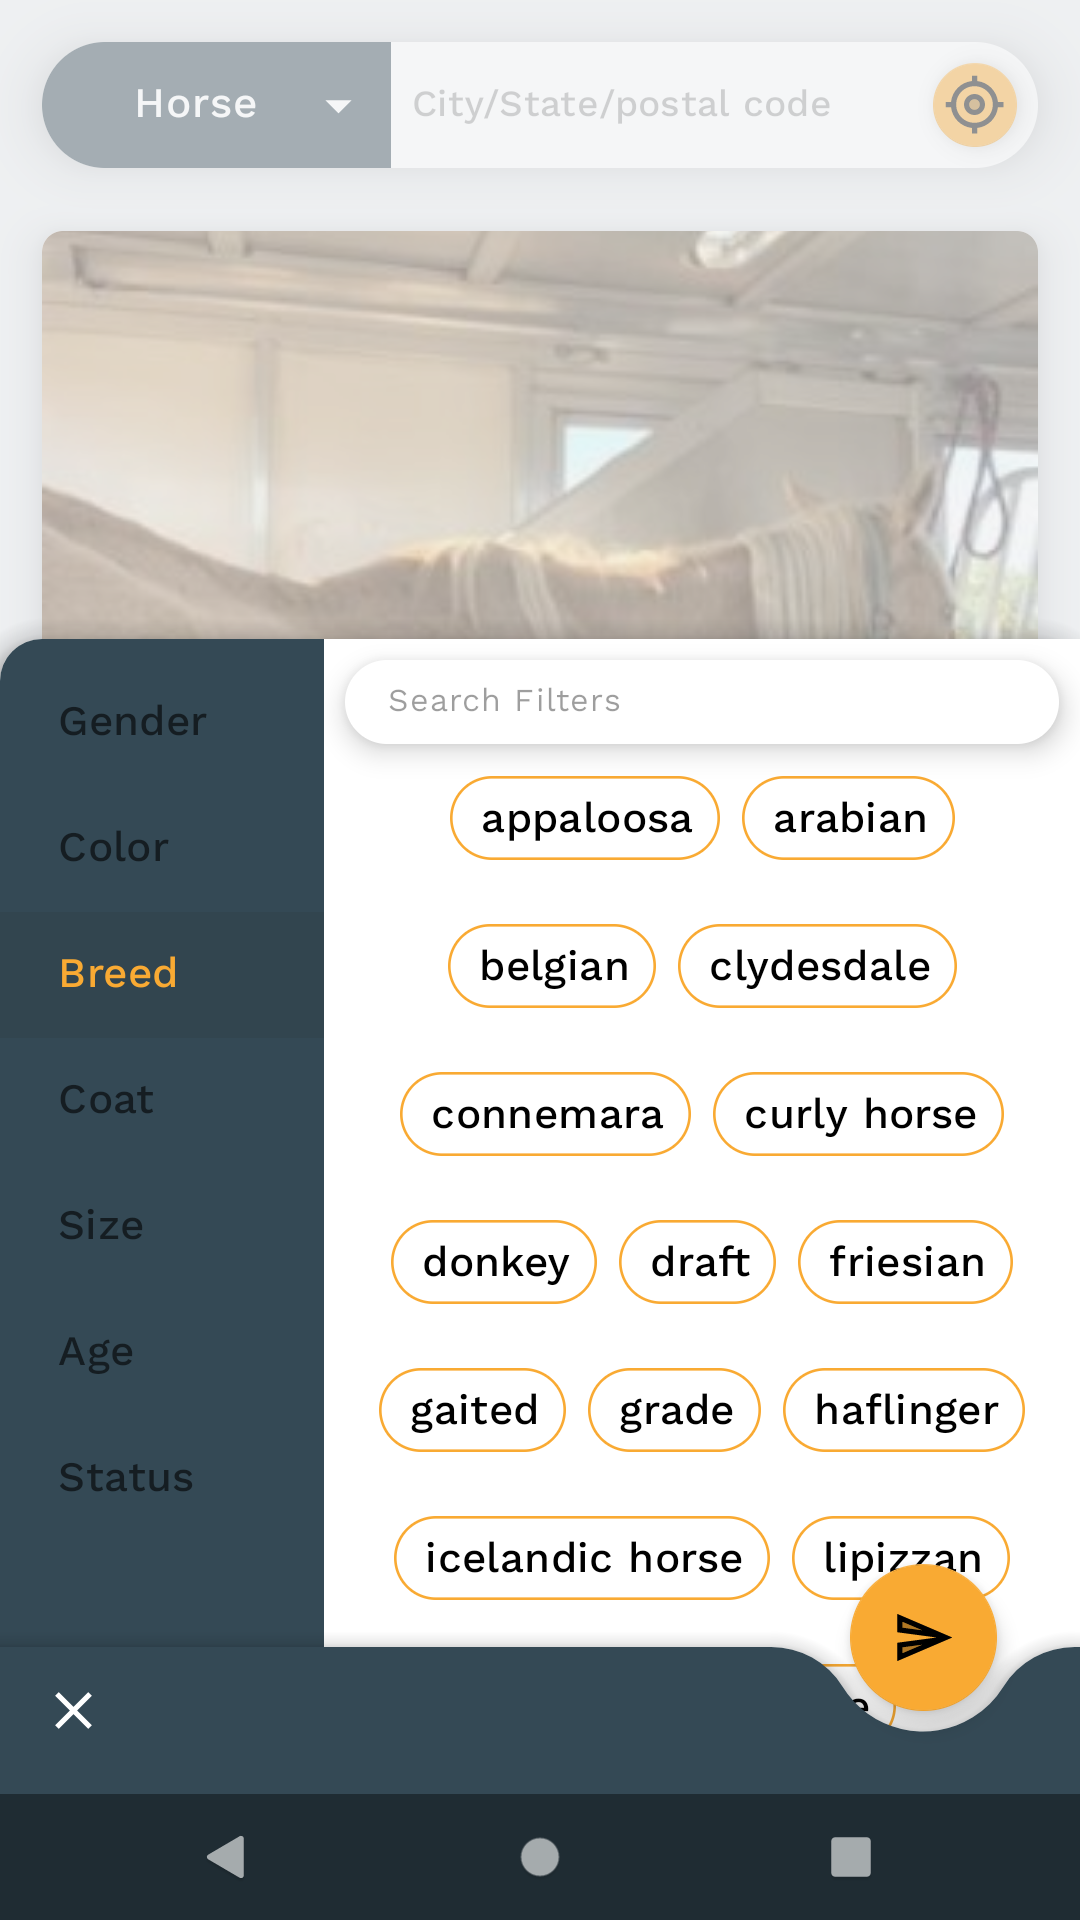 Horse
City/State/postal code
Search Filters
Gender
Color
Breed
Coat
Size
Age
Status
appaloosa arabian
belgian clydesdale
connemara curly horse
donkey draft friesian
gaited grade haflinger
icelandic horse lipizzan